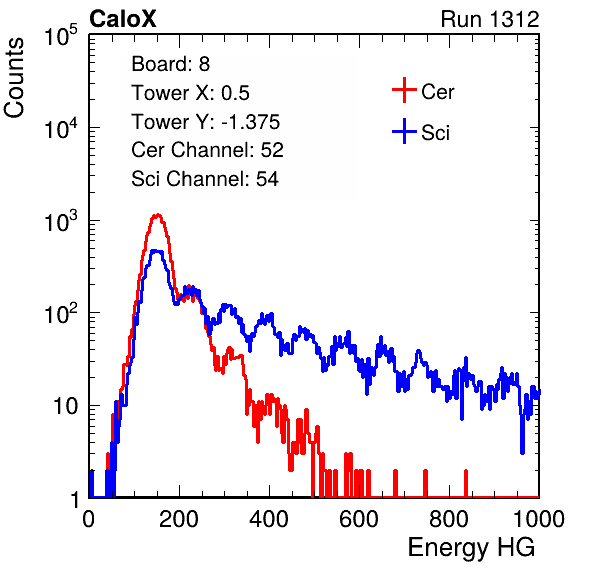 CaloX Run 1312
Counts
Board: 8
Tower X: 0.5
Tower Y: -1.375
Cer Channel: 52
Sci Channel: 54
Cer
Sci
10^5
10^4
10^3
10^2
10
1
0 200 400 600 800 1000
Energy HG